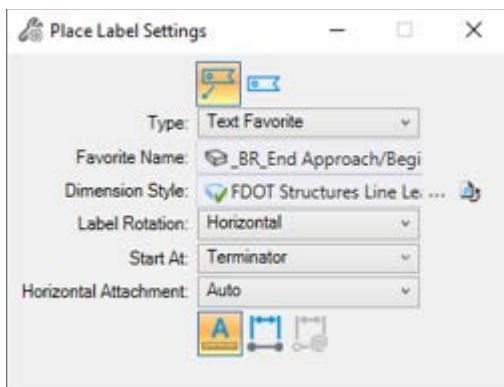 Place Label Settings
Type: Text Favorite
Favorite Name: _BR_End Approach/Begi
Dimension Style: FDOT Structures Line Le: ...
Label Rotation: Horizontal
Start At: Terminator
Horizontal Attachment: Auto
A